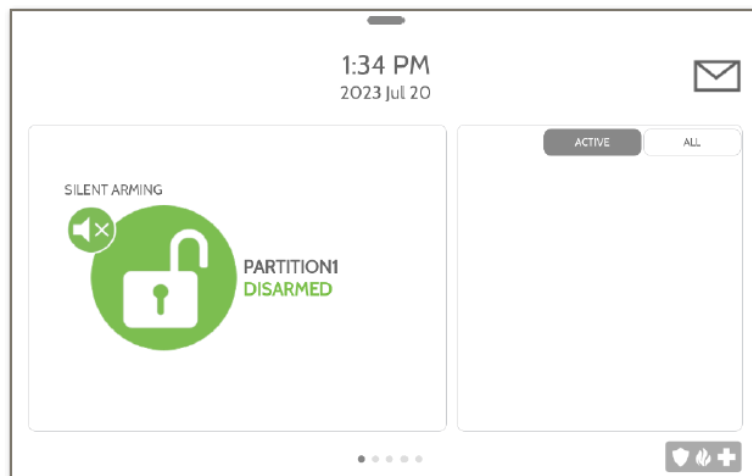 1:34 PM
2023 Jul 20
ACTIVE
ALL
SILENT ARMING
PARTITION1
DISARMED